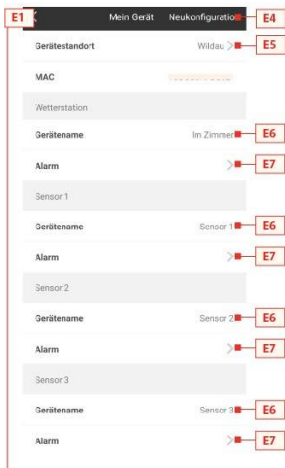 E1 Mein Gerät Neukonfiguration E4
Gerätestandort Wildau E5
MAC
Wetterstation
Gerätename Im Zimmer E6
Alarm E7
Sensor 1
Gerätename Sensor 1 E6
Alarm E7
Sensor 2
Gerätename Sensor 2 E6
Alarm E7
Sensor 3
Gerätename Sensor 3 E6
Alarm E7